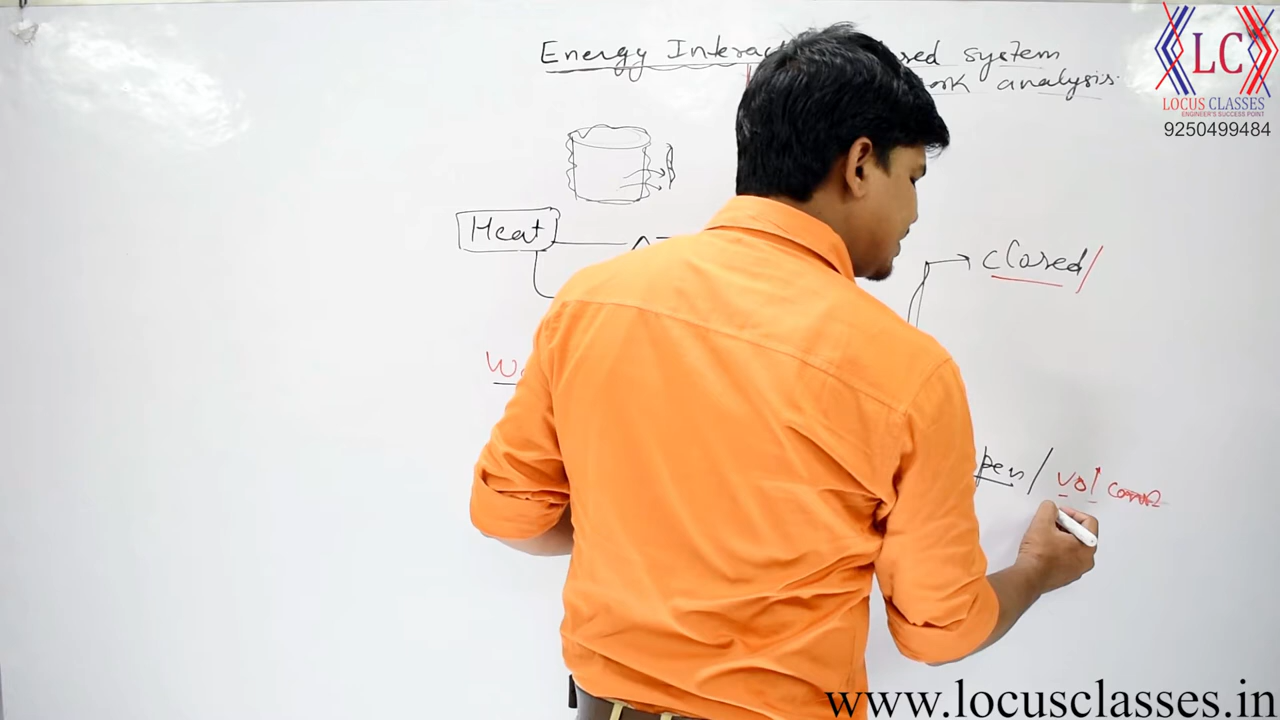 Energy Interac sed system
ork analysis.
LC
LOCUS CLASSES
ENGINEER'S SUCCESS POINT
9250499484
Heat
closed/
W
pen/ vol
www.locusclasses.in